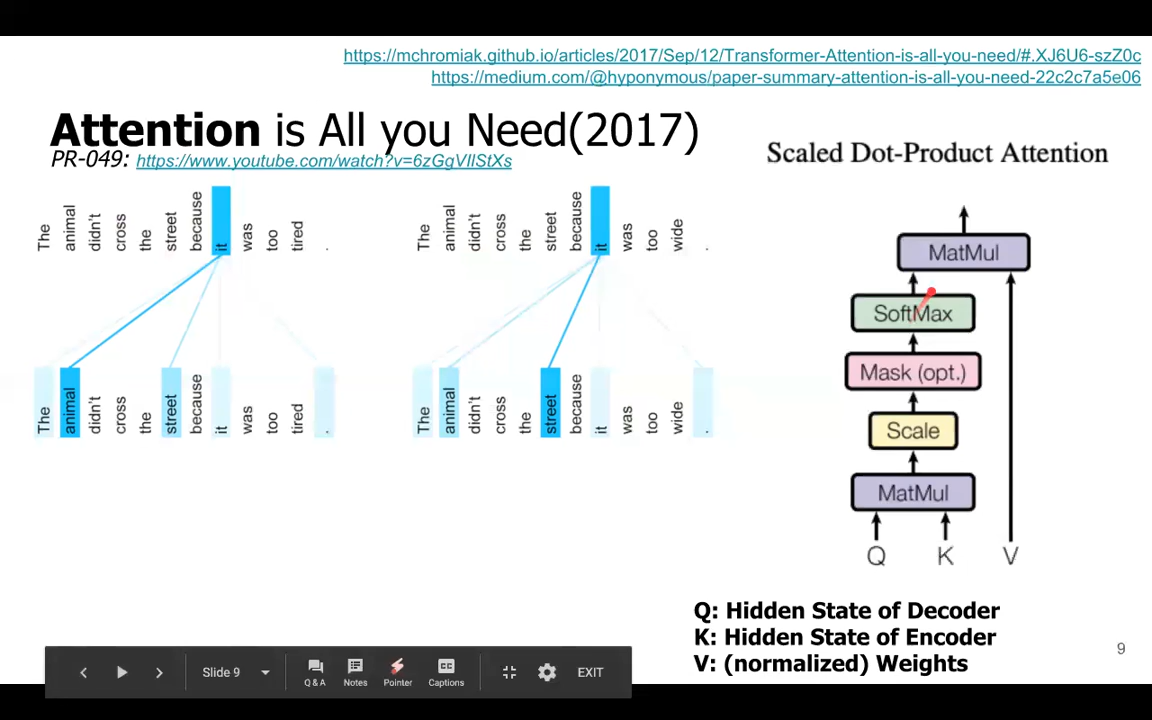 https://mchromiak.github.io/articles/2017/Sep/12/Transformer-Attention-is-all-you-need/#.XJ6U6-szZ0c
https://medium.com/@hyponymous/paper-summary-attention-is-all-you-need-22c2c7a5e06
Attention is All you Need(2017)
PR-049: https://www.youtube.com/watch?v=6zGgVIlStXs
The animal didn't cross the street because it was too tired .
The animal didn't cross the street because it was too tired .
The animal didn't cross the street because it was too wide .
The animal didn't cross the street because it was too wide .
Scaled Dot-Product Attention
MatMul
SoftMax
Mask (opt.)
Scale
MatMul
Q K V
Q: Hidden State of Decoder
K: Hidden State of Encoder
V: (normalized) Weights
9
Slide 9
Q & A Notes Pointer Captions
CC
EXIT